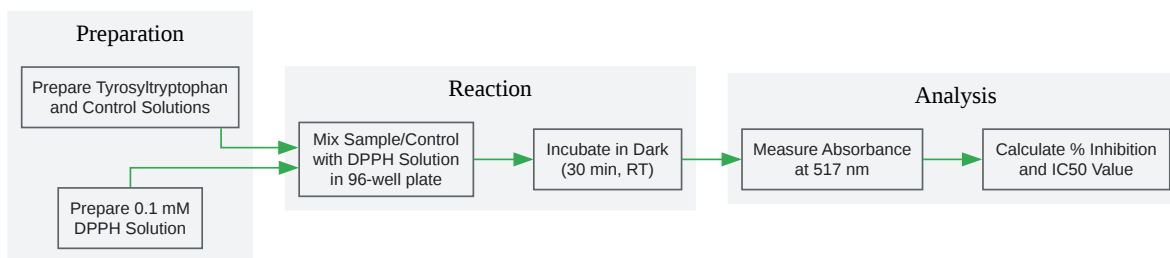 Preparation
Prepare Tyrosyltryptophan
and Control Solutions
Prepare 0.1 mM
DPPH Solution
Reaction
Mix Sample/Control
with DPPH Solution
in 96-well plate
Incubate in Dark
(30 min, RT)
Analysis
Measure Absorbance
at 517 nm
Calculate % Inhibition
and IC50 Value